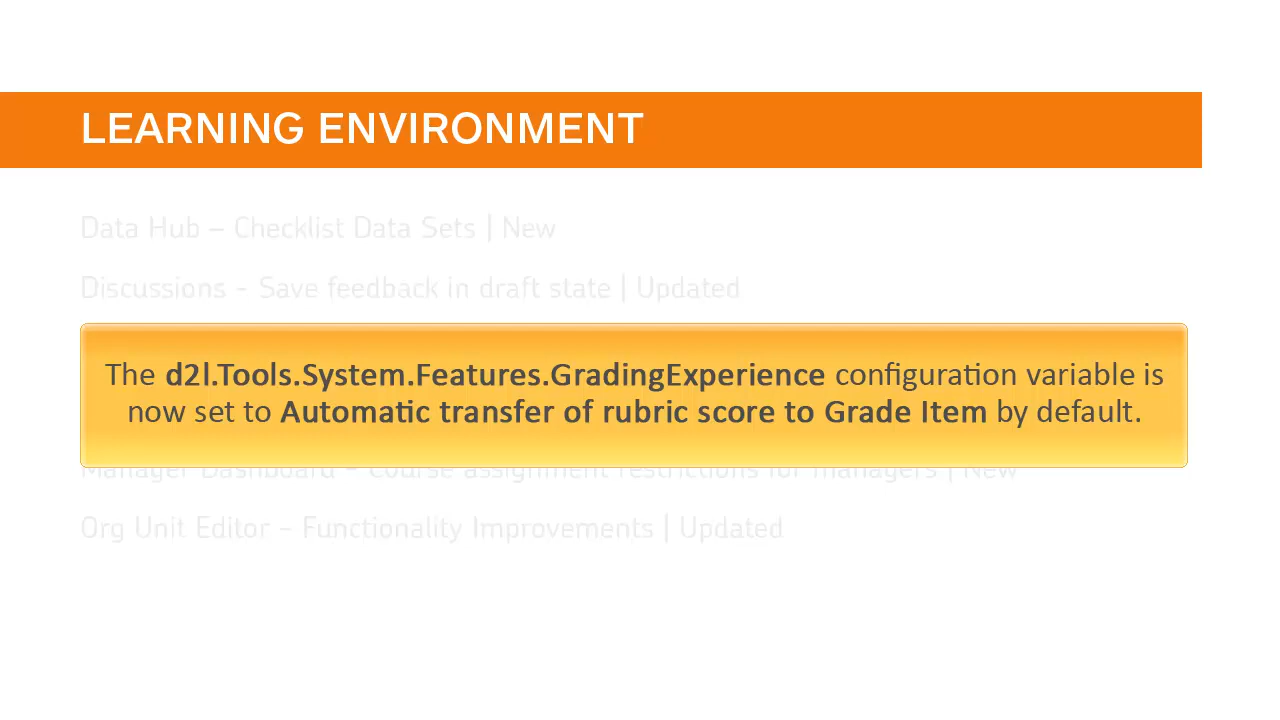 LEARNING ENVIRONMENT
Data Hub – Checklist Data Sets | New
Discussions - Save feedback in draft state | Updated
The d2l.Tools.System.Features.GradingExperience configuration variable is
now set to Automatic transfer of rubric score to Grade Item by default.
Manager Dashboard - Course assignment restrictions for managers | New
Org Unit Editor - Functionality Improvements | Updated